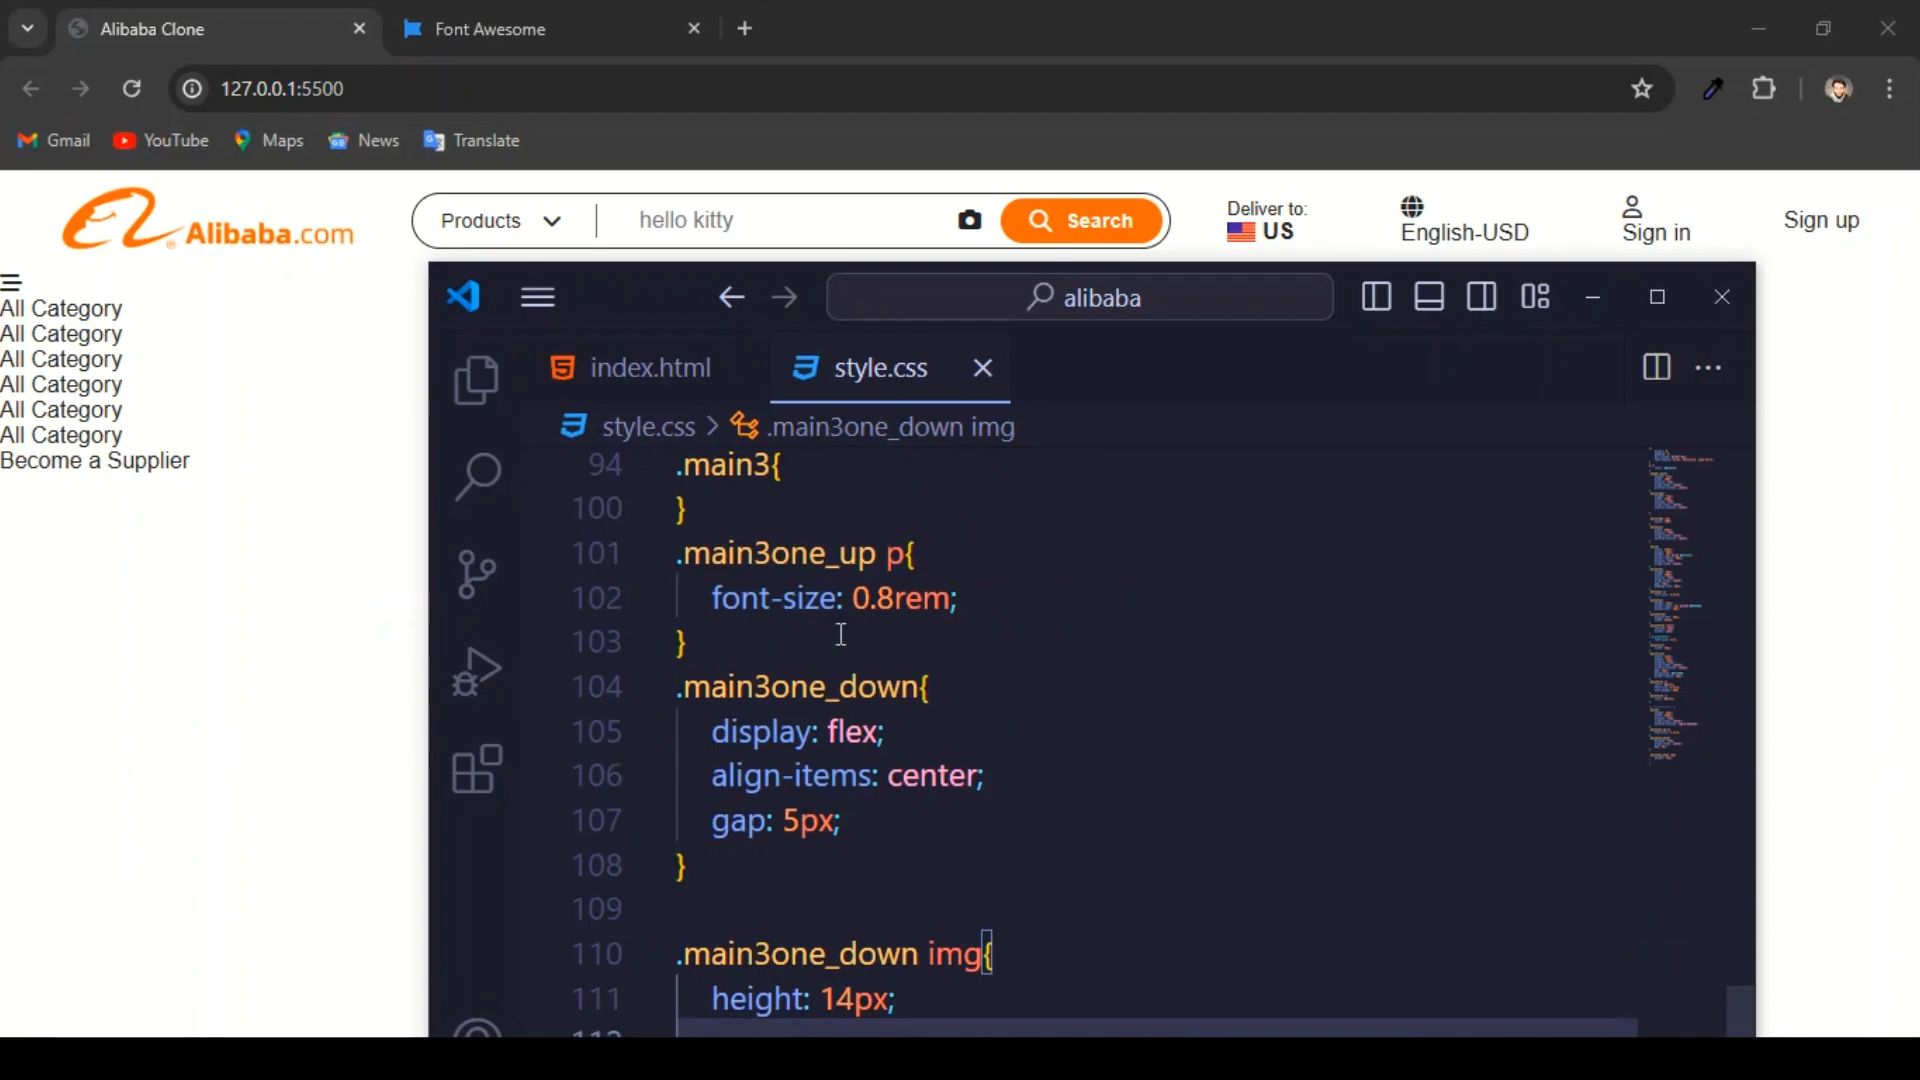 Alibaba Clone
Font Awesome
127.0.0.1:5500
Gmail
YouTube
Maps
News
Translate
Alibaba.com
Products
hello kitty
Search
Deliver to:
US
English-USD
Sign in
Sign up
All Category
All Category
All Category
All Category
All Category
All Category
Become a Supplier
alibaba
index.html
style.css
style.css > .main3one_down img
94 .main3{
100 }
101 .main3one_up p{
102 font-size: 0.8rem;
103 }
104 .main3one_down{
105 display: flex;
106 align-items: center;
107 gap: 5px;
108 }
109
110 .main3one_down img{
111 height: 14px;